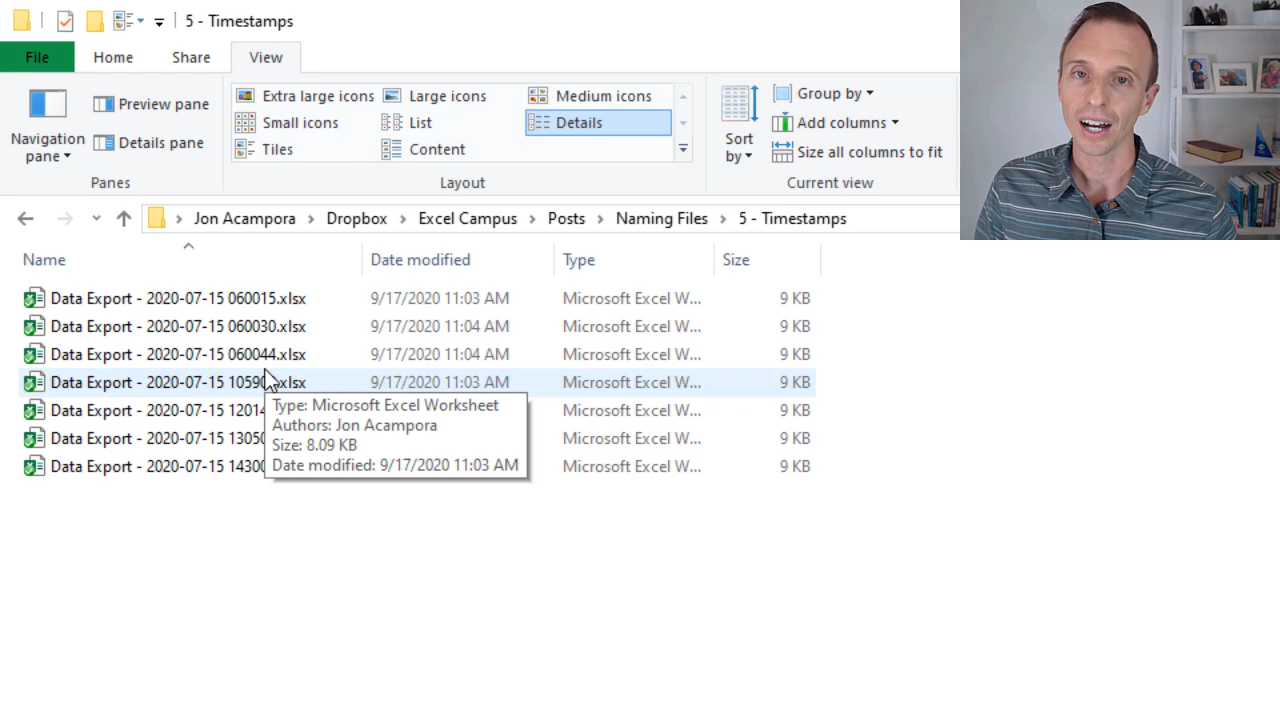 5 - Timestamps
File Home Share View
Navigation pane
Preview pane
Details pane
Panes
Extra large icons Large icons Medium icons
Small icons List Details
Tiles Content
Layout
Sort by
Group by
Add columns
Size all columns to fit
Current view
Jon Acampora > Dropbox > Excel Campus > Posts > Naming Files > 5 - Timestamps
Name Date modified Type Size
Data Export - 2020-07-15 060015.xlsx 9/17/2020 11:03 AM Microsoft Excel W... 9 KB
Data Export - 2020-07-15 060030.xlsx 9/17/2020 11:04 AM Microsoft Excel W... 9 KB
Data Export - 2020-07-15 060044.xlsx 9/17/2020 11:04 AM Microsoft Excel W... 9 KB
Data Export - 2020-07-15 .xlsx 9/17/2020 11:03 AM Microsoft Excel W... 9 KB
Data Export - 2020-07-15 Microsoft Excel W... 9 KB
Data Export - 2020-07-15 Microsoft Excel W... 9 KB
Data Export - 2020-07-15 Microsoft Excel W... 9 KB
Type: Microsoft Excel Worksheet
Authors: Jon Acampora
Size: 8.09 KB
Date modified: 9/17/2020 11:03 AM